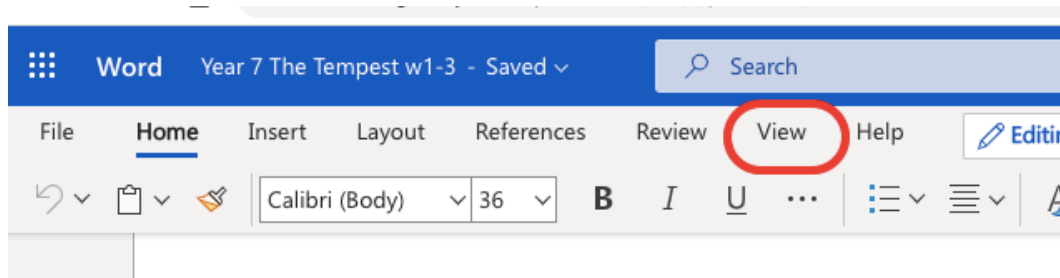 Word Year 7 The Tempest w1-3 - Saved Search
File Home Insert Layout References Review View Help
Calibri (Body) 36 B I U ...